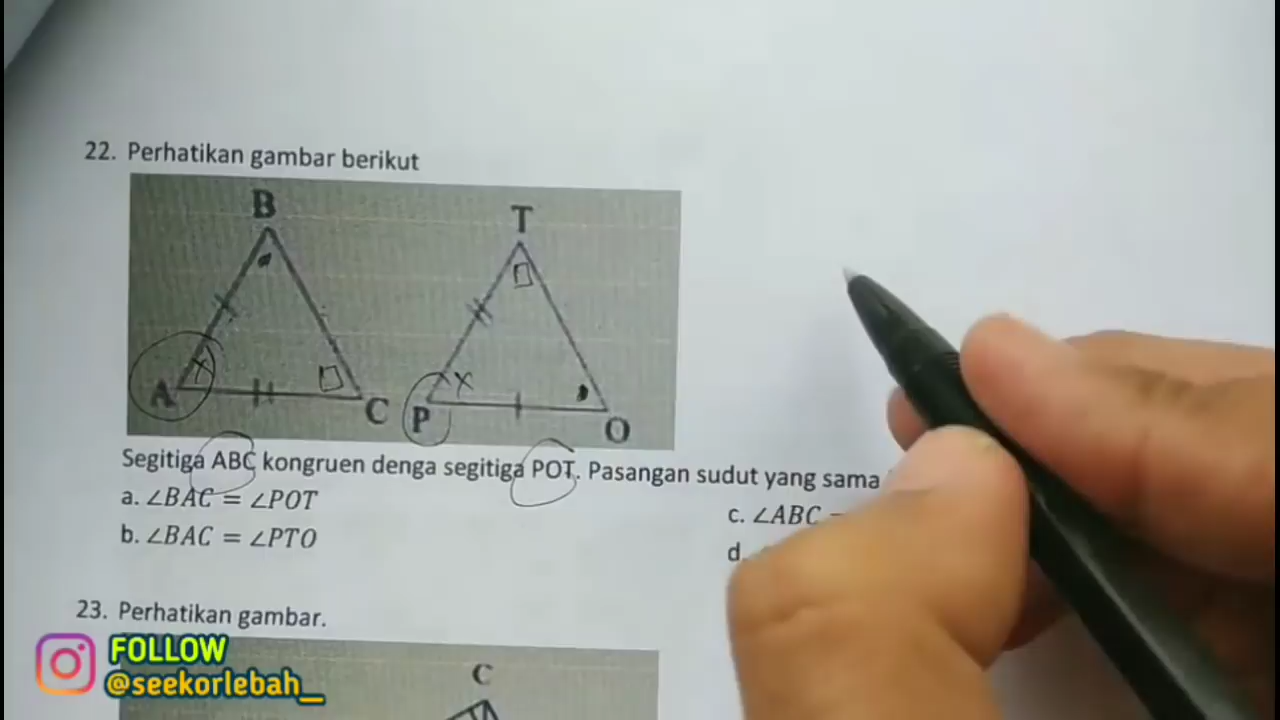 22. Perhatikan gambar berikut
B
T
A
C
P
O
x
x
Segitiga ABC kongruen denga segitiga POT. Pasangan sudut yang sama
a. ∠BAC = ∠POT
c. ∠ABC =
b. ∠BAC = ∠PTO
d.
23. Perhatikan gambar.
C
FOLLOW
@seekorlebah_